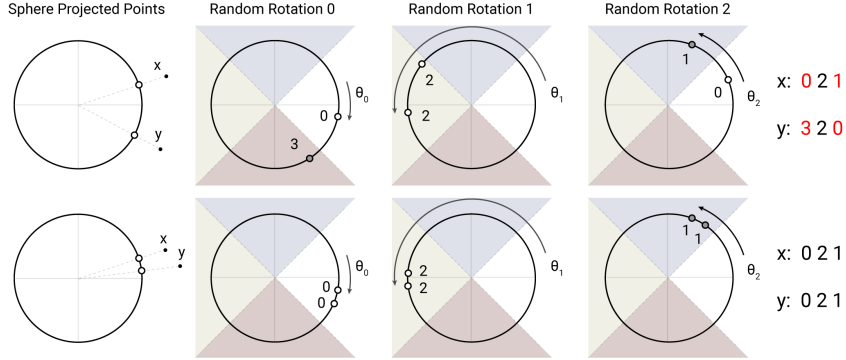 Sphere Projected Points
Random Rotation 0
Random Rotation 1
Random Rotation 2
x
y
0
3
θ0
2
2
θ1
1
0
θ2
x: 0 2 1
y: 3 2 0
x
y
0
0
θ0
2
2
θ1
1
1
θ2
x: 0 2 1
y: 0 2 1